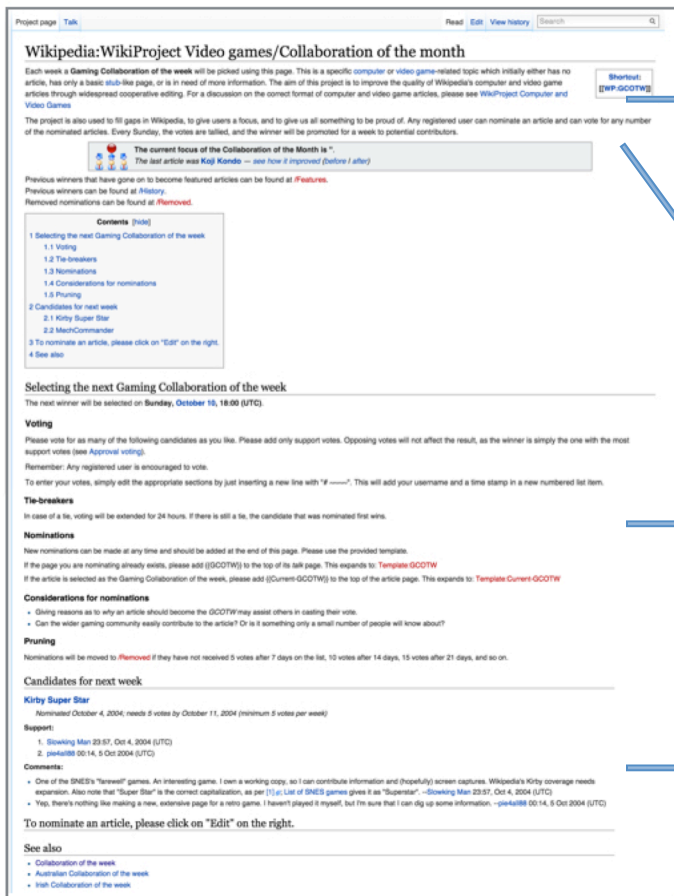 Project page Talk Read Edit View history Search
Wikipedia:WikiProject Video games/Collaboration of the month
Each week a Gaming Collaboration of the week will be picked using this page. This is a specific computer or video game-related topic which initially either has no
article, has only a basic stub-like page, or is in need of more information. The aim of this project is to improve the quality of Wikipedia's computer and video game
articles through widespread cooperative editing. For a discussion on the correct format of computer and video game articles, please see WikiProject Computer and
Video Games
Shortcut:
[[WP:GCOTW]]
The project is also used to fill gaps in Wikipedia, to give users a focus, and to give us all something to be proud of. Any registered user can nominate an article and can vote for any number
of the nominated articles. Every Sunday, the votes are tallied, and the winner will be promoted for a week to potential contributors.
The current focus of the Collaboration of the Month is ''.
The last article was Koji Kondo — see how it improved (before / after)
Previous winners that have gone on to become featured articles can be found at /Features.
Previous winners can be found at /History.
Removed nominations can be found at /Removed.
Contents [hide]
1 Selecting the next Gaming Collaboration of the week
1.1 Voting
1.2 Tie-breakers
1.3 Nominations
1.4 Considerations for nominations
1.5 Pruning
2 Candidates for next week
2.1 Kirby Super Star
2.2 MechCommander
3 To nominate an article, please click on "Edit" on the right.
4 See also
Selecting the next Gaming Collaboration of the week
The next winner will be selected on Sunday, October 10, 18:00 (UTC).
Voting
Please vote for as many of the following candidates as you like. Please add only support votes. Opposing votes will not affect the result, as the winner is simply the one with the most
support votes (see Approval voting).
Remember: Any registered user is encouraged to vote.
To enter your votes, simply edit the appropriate sections by just inserting a new line with "# ~~~~". This will add your username and a time stamp in a new numbered list item.
Tie-breakers
In case of a tie, voting will be extended for 24 hours. If there is still a tie, the candidate that was nominated first wins.
Nominations
New nominations can be made at any time and should be added at the end of this page. Please use the provided template.
If the page you are nominating already exists, please add {{GCOTW}} to the top of its talk page. This expands to: Template:GCOTW
If the article is selected as the Gaming Collaboration of the week, please add {{Current-GCOTW}} to the top of the article page. This expands to: Template:Current-GCOTW
Considerations for nominations
• Giving reasons as to why an article should become the GCOTW may assist others in casting their vote.
• Can the wider gaming community easily contribute to the article? Or is it something only a small number of people will know about?
Pruning
Nominations will be moved to /Removed if they have not received 5 votes after 7 days on the list, 10 votes after 14 days, 15 votes after 21 days, and so on.
Candidates for next week
Kirby Super Star
Nominated October 4, 2004; needs 5 votes by October 11, 2004 (minimum 5 votes per week)
Support:
1. Slowking Man 23:57, Oct 4, 2004 (UTC)
2. pie4all88 00:14, 5 Oct 2004 (UTC)
Comments:
• One of the SNES's "farewell" games. An interesting game. I own a working copy, so I can contribute information and (hopefully) screen captures. Wikipedia's Kirby coverage needs
expansion. Also note that "Super Star" is the correct capitalization, as per [1]; List of SNES games gives it as "Superstar". --Slowking Man 23:57, Oct 4, 2004 (UTC)
• Yep, there's nothing like making a new, extensive page for a retro game. I haven't played it myself, but I'm sure that I can dig up some information. --pie4all88 00:14, 5 Oct 2004 (UTC)
To nominate an article, please click on "Edit" on the right.
See also
• Collaboration of the week
• Australian Collaboration of the week
• Irish Collaboration of the week